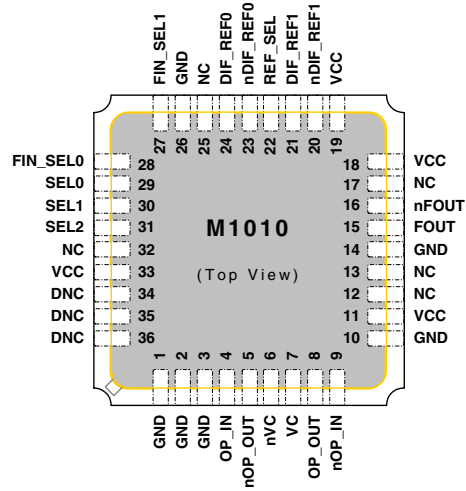 FIN_SEL1
GND
NC
DIF_REF0
nDIF_REF0
REF_SEL
DIF_REF1
nDIF_REF1
VCC
27 26 25 24 23 22 21 20 19
FIN_SEL0 28
SEL0 29
SEL1 30
SEL2 31
NC 32
VCC 33
DNC 34
DNC 35
DNC 36
M1010
(Top View)
18 VCC
17 NC
16 nFOUT
15 FOUT
14 GND
13 NC
12 NC
11 VCC
10 GND
1 2 3 4 5 6 7 8 9
GND
GND
GND
OP_IN
nOP_OUT
nVC
VC
OP_OUT
nOP_IN